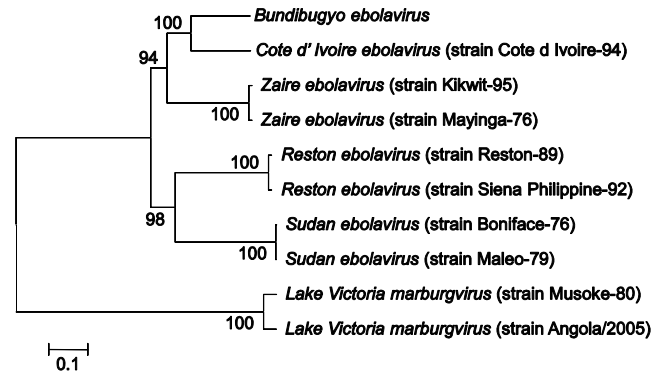 100
Bundibugyo ebolavirus
Cote d' Ivoire ebolavirus (strain Cote d Ivoire-94)
94
Zaire ebolavirus (strain Kikwit-95)
100
Zaire ebolavirus (strain Mayinga-76)
100
Reston ebolavirus (strain Reston-89)
Reston ebolavirus (strain Siena Philippine-92)
98
Sudan ebolavirus (strain Boniface-76)
100
Sudan ebolavirus (strain Maleo-79)
Lake Victoria marburgvirus (strain Musoke-80)
100
Lake Victoria marburgvirus (strain Angola/2005)
0.1